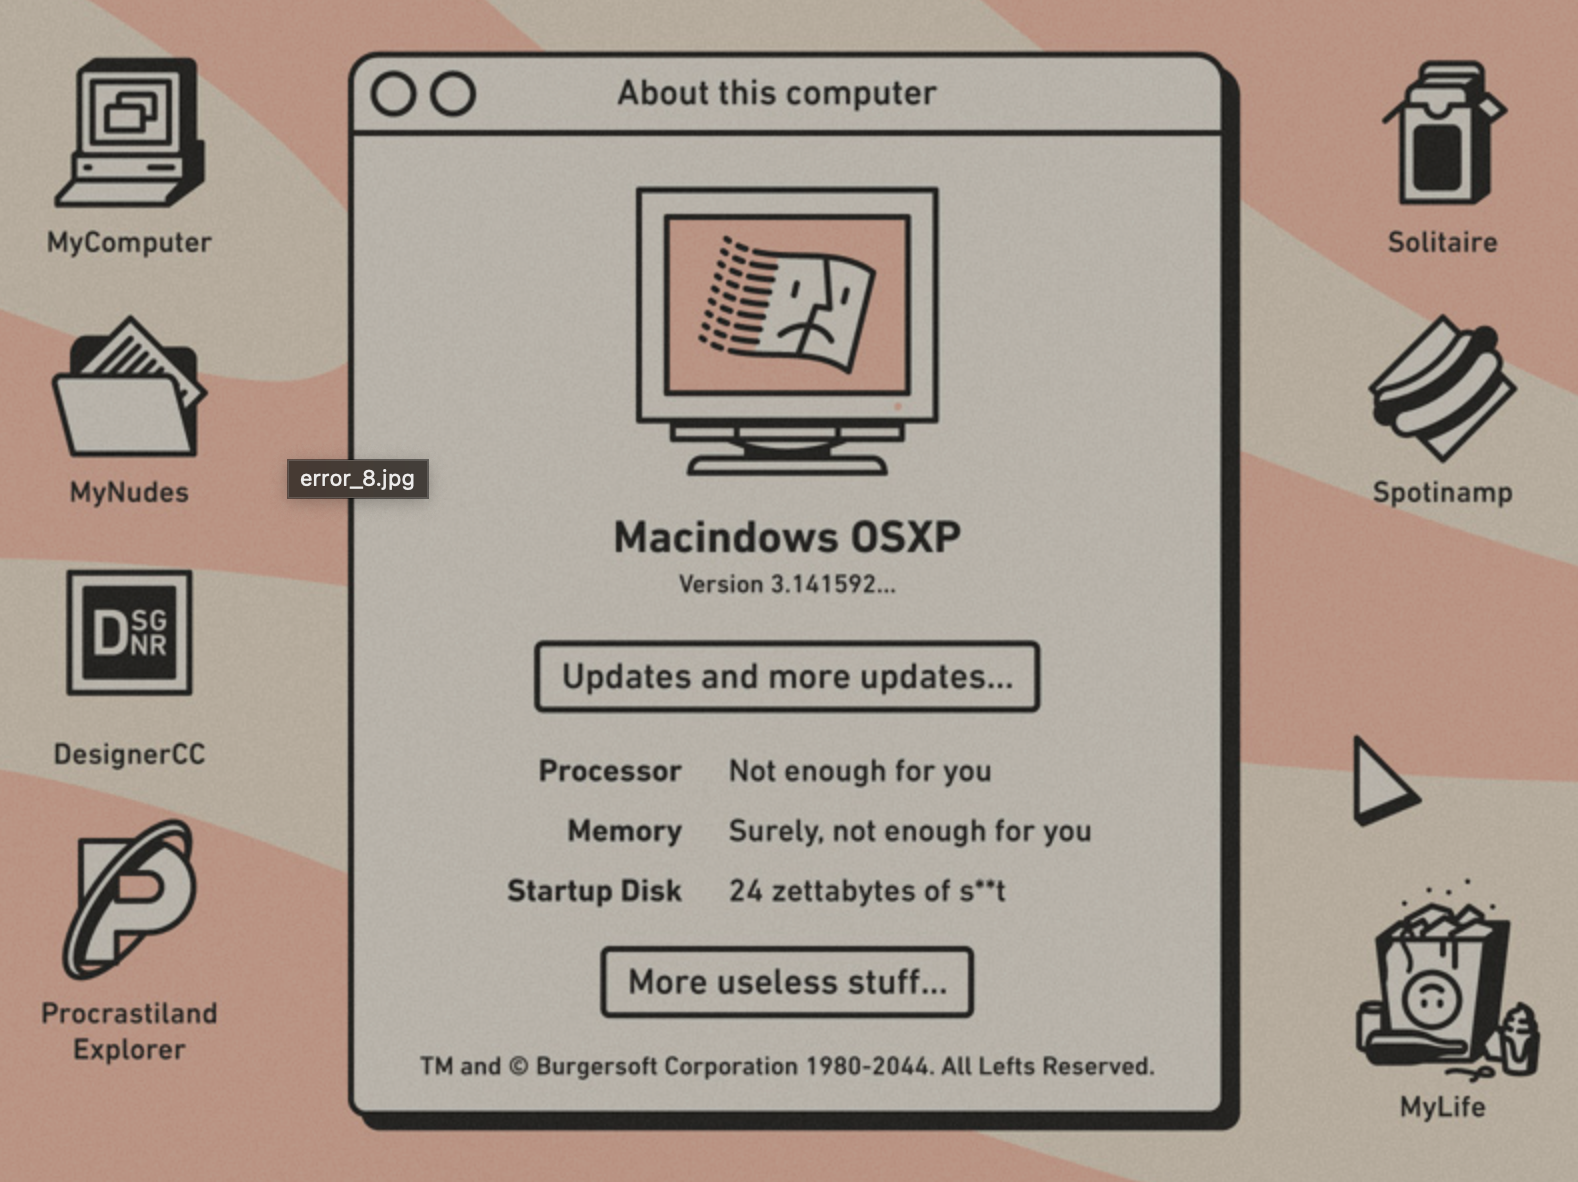 About this computer
MyComputer
MyNudes
error_8.jpg
D SG
NR
DesignerCC
P
Procrastiland
Explorer
Macindows OSXP
Version 3.141592...
Updates and more updates...
Processor Not enough for you
Memory Surely, not enough for you
Startup Disk 24 zettabytes of s**t
More useless stuff...
TM and © Burgersoft Corporation 1980-2044. All Lefts Reserved.
Solitaire
Spotinamp
MyLife